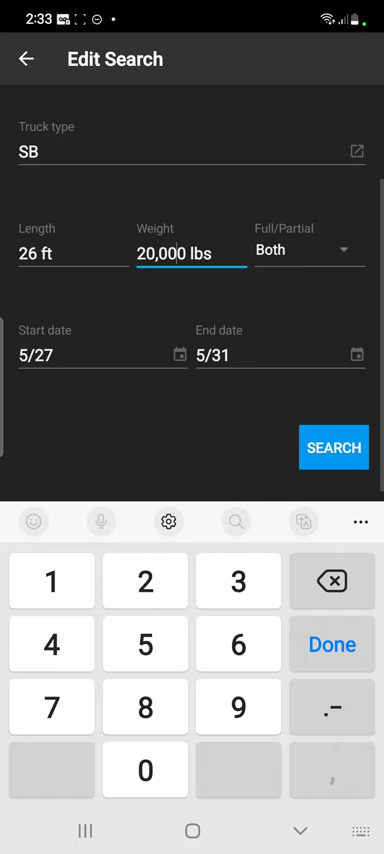 2:33
Edit Search
Truck type
SB
Length Weight Full/Partial
26 ft 20,000 lbs Both
Start date End date
5/27 5/31
SEARCH
1 2 3
4 5 6 Done
7 8 9 .-
0 ,